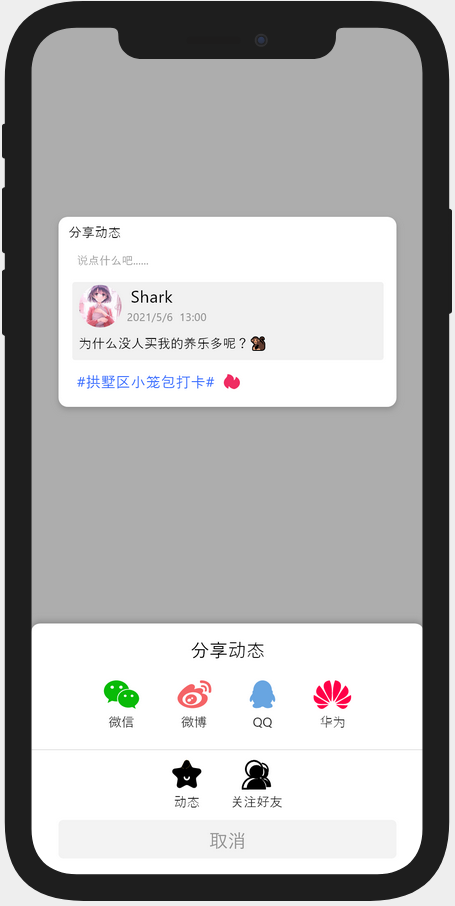 分享动态
说点什么吧......
Shark
2021/5/6 13:00
为什么没人买我的养乐多呢？
#拱墅区小笼包打卡#
分享动态
微信 微博 QQ 华为
动态 关注好友
取消